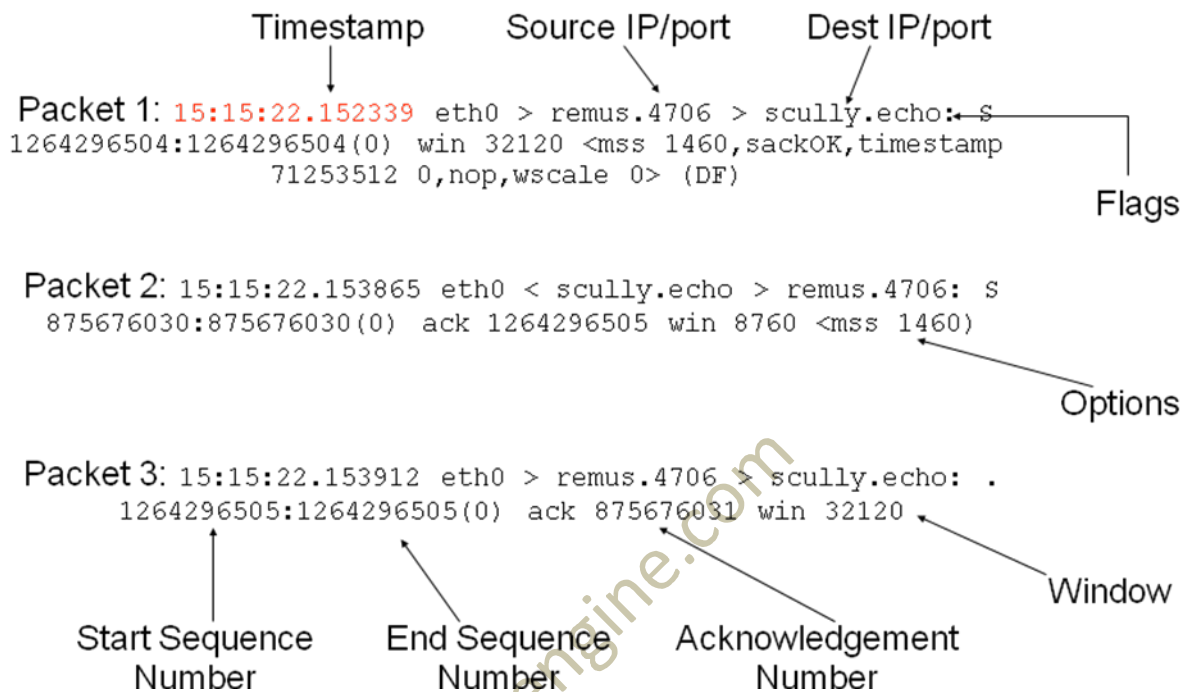 Timestamp Source IP/port Dest IP/port
Packet 1: 15:15:22.152339 eth0 > remus.4706 > scully.echo: S
1264296504:1264296504(0) win 32120 <mss 1460,sackOK,timestamp
71253512 0,nop,wscale 0> (DF)
Flags
Packet 2: 15:15:22.153865 eth0 < scully.echo > remus.4706: S
875676030:875676030(0) ack 1264296505 win 8760 <mss 1460)
Options
Packet 3: 15:15:22.153912 eth0 > remus.4706 > scully.echo: .
1264296505:1264296505(0) ack 875676031 win 32120
Window
Start Sequence End Sequence Acknowledgement
Number Number Number
ngine.com